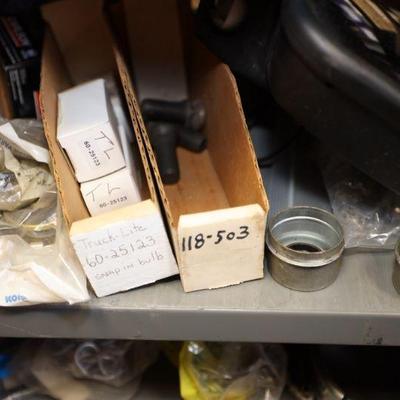 TL
60-25123
TL
60-25123
Truck-Lite
60-25123
snap in bulb
118-503